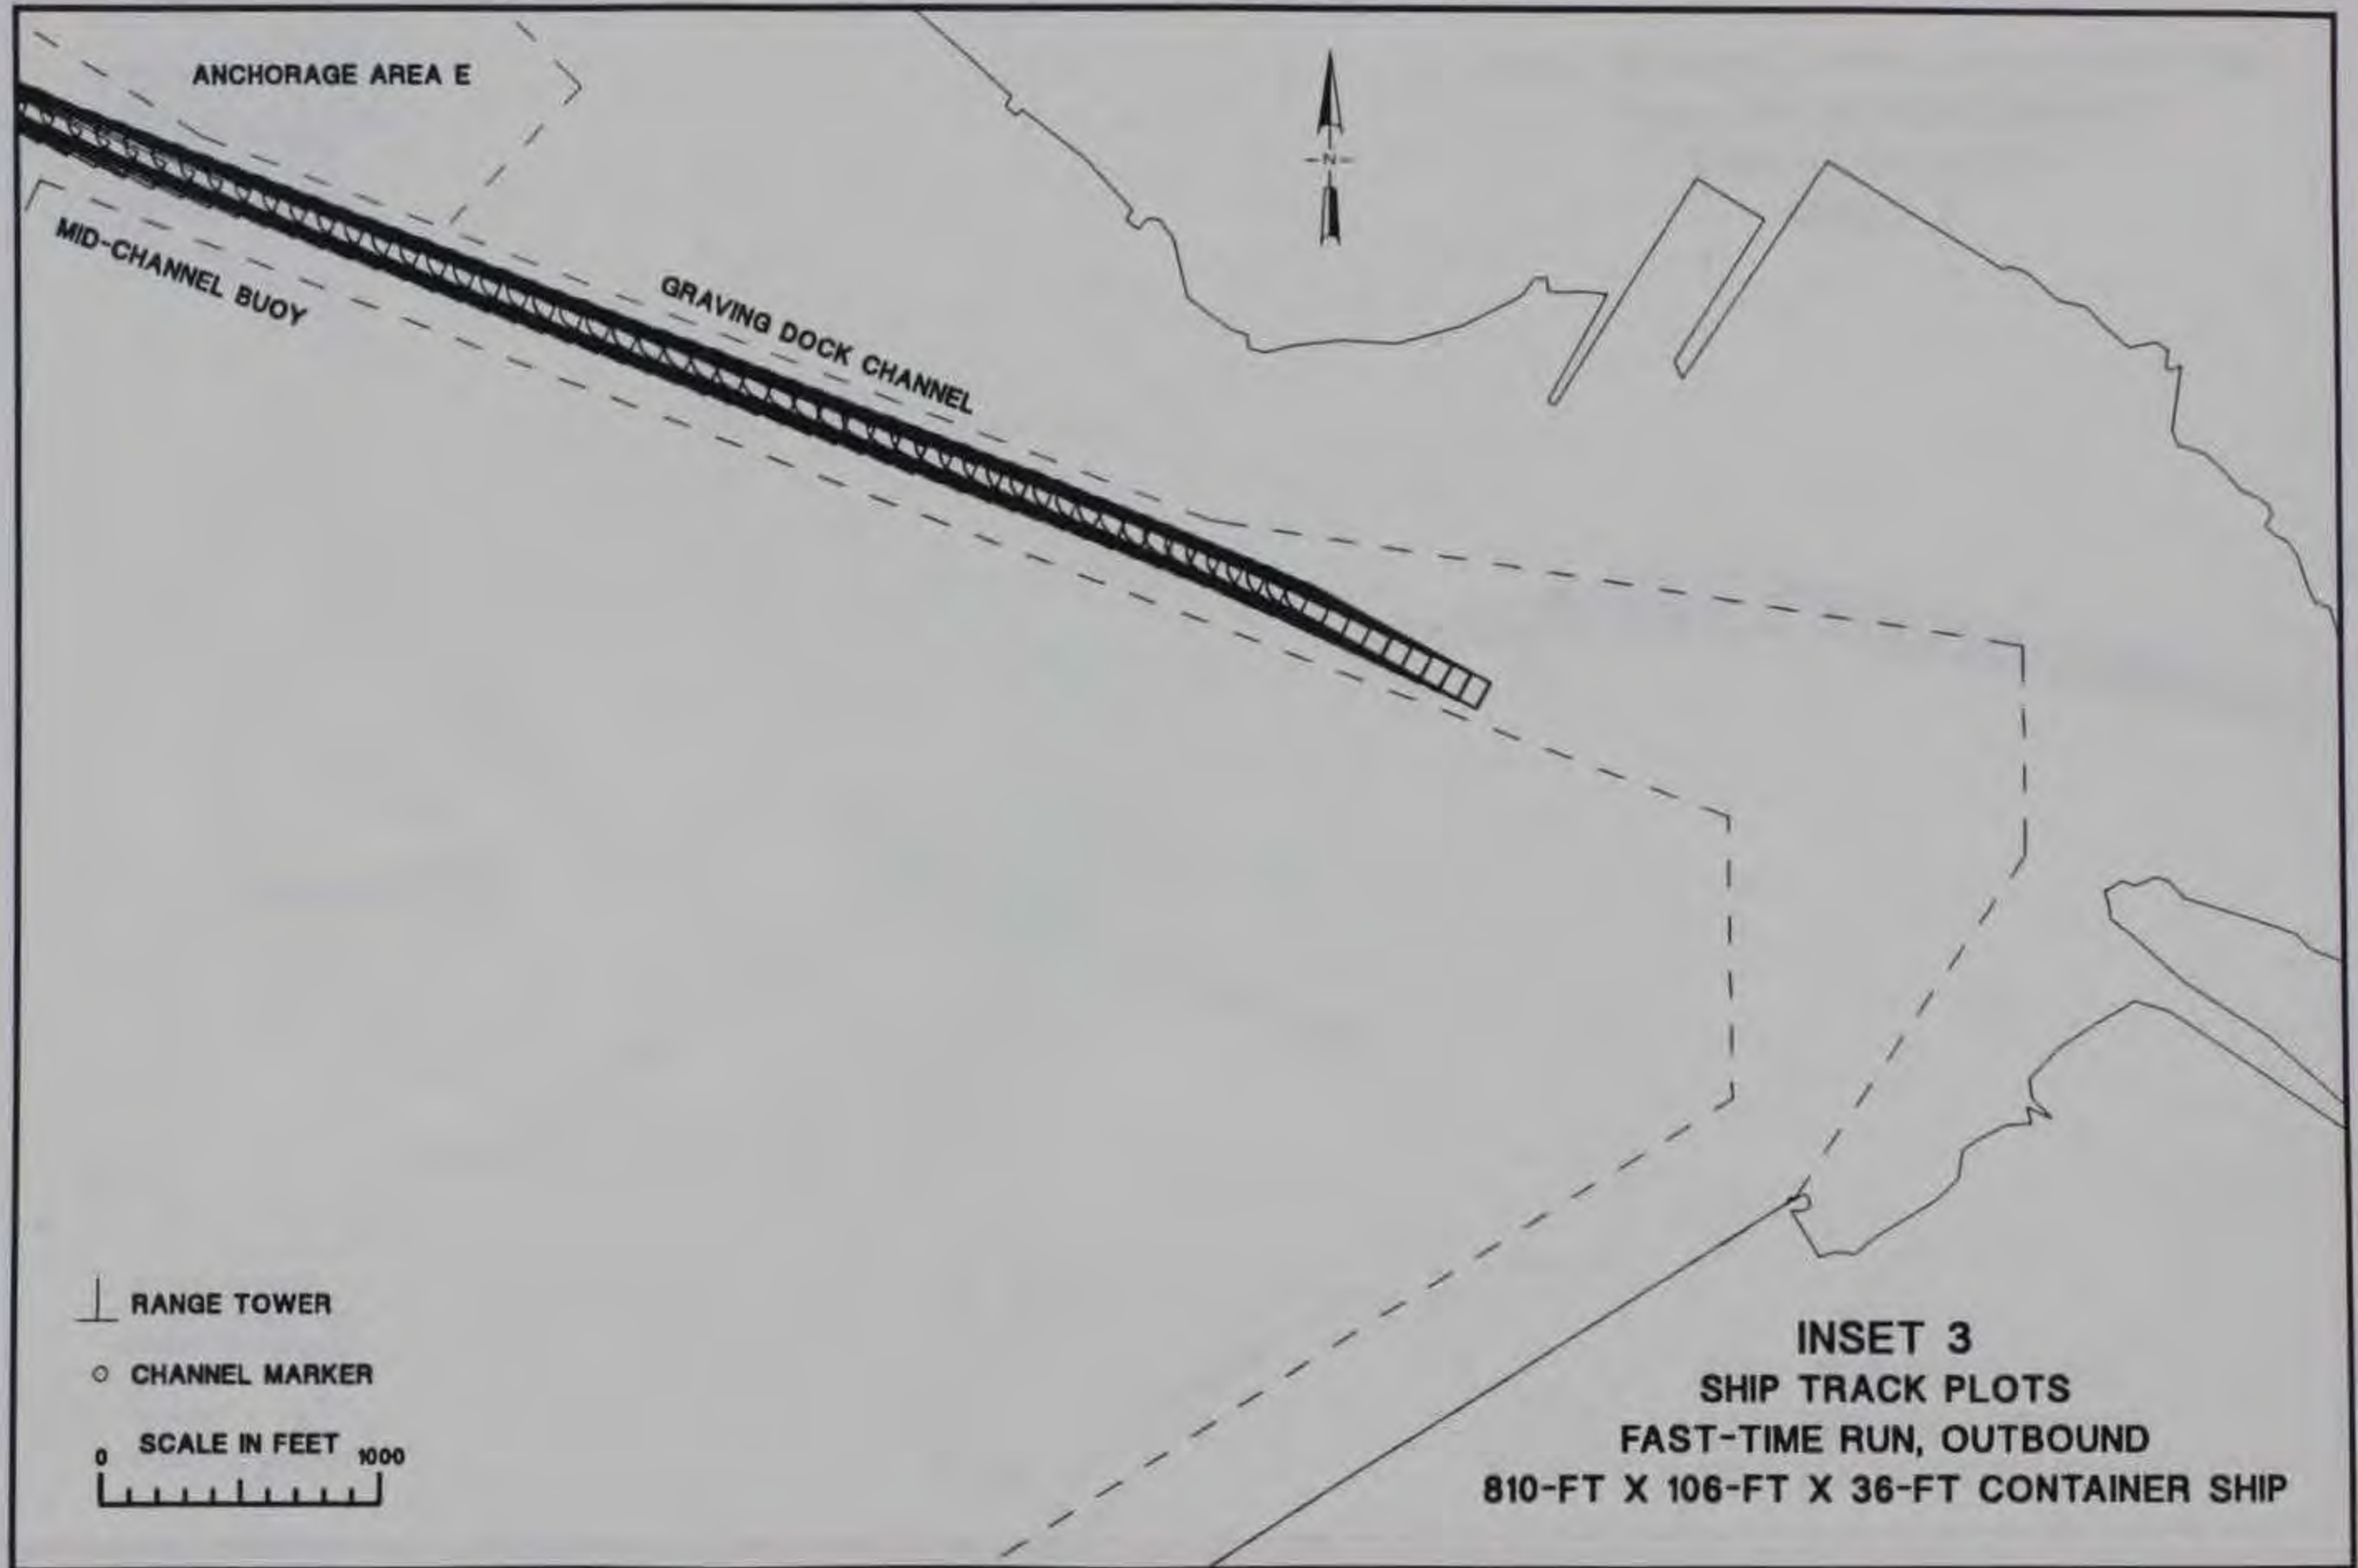 ANCHORAGE AREA E
N
MID-CHANNEL BUOY
GRAVING DOCK CHANNEL
RANGE TOWER
CHANNEL MARKER
SCALE IN FEET
0 1000
INSET 3
SHIP TRACK PLOTS
FAST-TIME RUN, OUTBOUND
810-FT X 106-FT X 36-FT CONTAINER SHIP